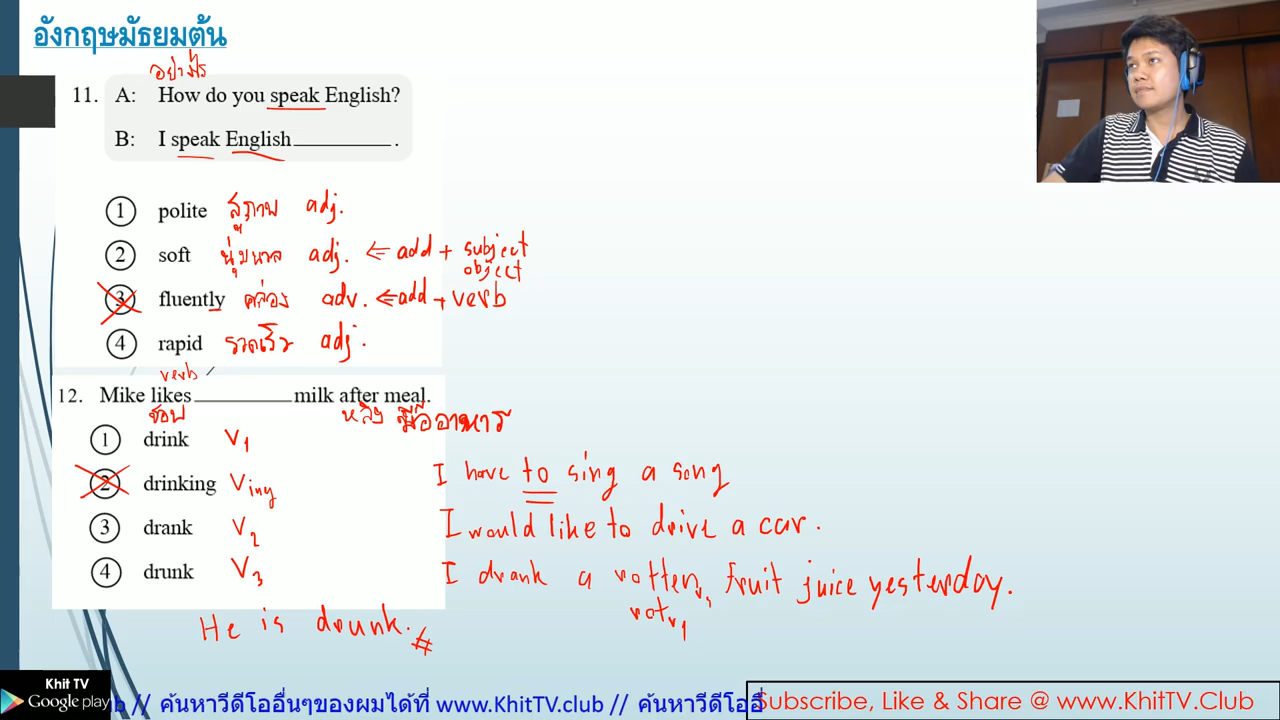 อังกฤษมัธยมต้น
อย่างไร
11. A: How do you speak English?
B: I speak English__________.
1 polite สุภาพ adj.
2 soft นุ่มนวล adj. ⇐ add + subject
object
3 fluently คล่อง adv. ⇐ add + verb
4 rapid รวดเร็ว adj.
verb
12. Mike likes__________milk after meal.
ชอบ หลัง มื้ออาหาร
1 drink V1
2 drinking Ving
3 drank V2
4 drunk V3
I have to sing a song
I would like to drive a car.
I drank a rotten fruit juice yesterday.
rot v1
He is drunk. #
Khit TV
Google play
b // ค้นหาวีดีโออื่นๆของผมได้ที่ www.KhitTV.club // ค้นหาวีดีโออื่
Subscribe, Like & Share @ www.KhitTV.Club